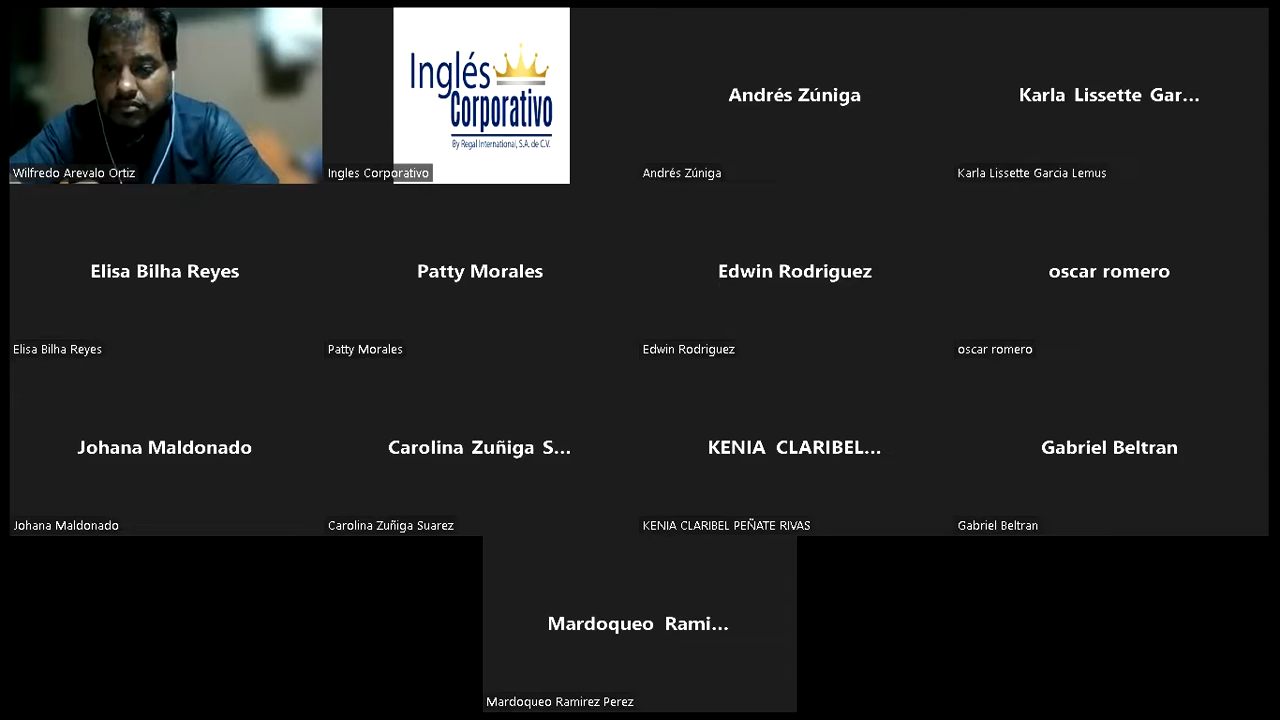 Wilfredo Arevalo Ortiz
Inglés
Corporativo
By Regal International, S.A. de C.V.
Ingles Corporativo
Andrés Zúniga
Andrés Zúniga
Karla Lissette Gar...
Karla Lissette Garcia Lemus
Elisa Bilha Reyes
Elisa Bilha Reyes
Patty Morales
Patty Morales
Edwin Rodriguez
Edwin Rodriguez
oscar romero
oscar romero
Johana Maldonado
Johana Maldonado
Carolina Zuñiga S...
Carolina Zuñiga Suarez
KENIA CLARIBEL...
KENIA CLARIBEL PEÑATE RIVAS
Gabriel Beltran
Gabriel Beltran
Mardoqueo Rami...
Mardoqueo Ramirez Perez